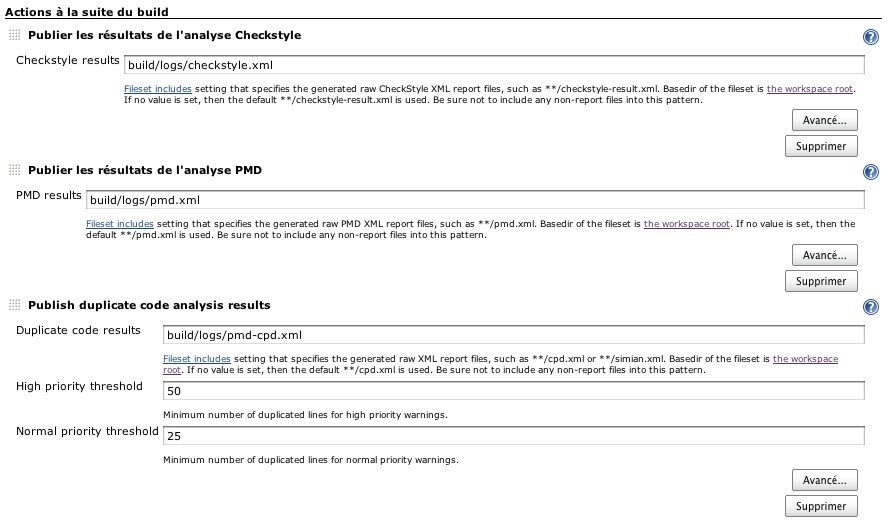 Actions à la suite du build
Publier les résultats de l'analyse Checkstyle
Checkstyle results build/logs/checkstyle.xml
Fileset includes setting that specifies the generated raw CheckStyle XML report files, such as **/checkstyle-result.xml. Basedir of the fileset is the workspace root.
If no value is set, then the default **/checkstyle-result.xml is used. Be sure not to include any non-report files into this pattern.
Avancé...
Supprimer
Publier les résultats de l'analyse PMD
PMD results build/logs/pmd.xml
Fileset includes setting that specifies the generated raw PMD XML report files, such as **/pmd.xml. Basedir of the fileset is the workspace root. If no value is set, then the
default **/pmd.xml is used. Be sure not to include any non-report files into this pattern.
Avancé...
Supprimer
Publish duplicate code analysis results
Duplicate code results build/logs/pmd-cpd.xml
Fileset includes setting that specifies the generated raw XML report files, such as **/cpd.xml or **/simian.xml. Basedir of the fileset is the workspace
root. If no value is set, then the default **/cpd.xml is used. Be sure not to include any non-report files into this pattern.
High priority threshold 50
Minimum number of duplicated lines for high priority warnings.
Normal priority threshold 25
Minimum number of duplicated lines for normal priority warnings.
Avancé...
Supprimer